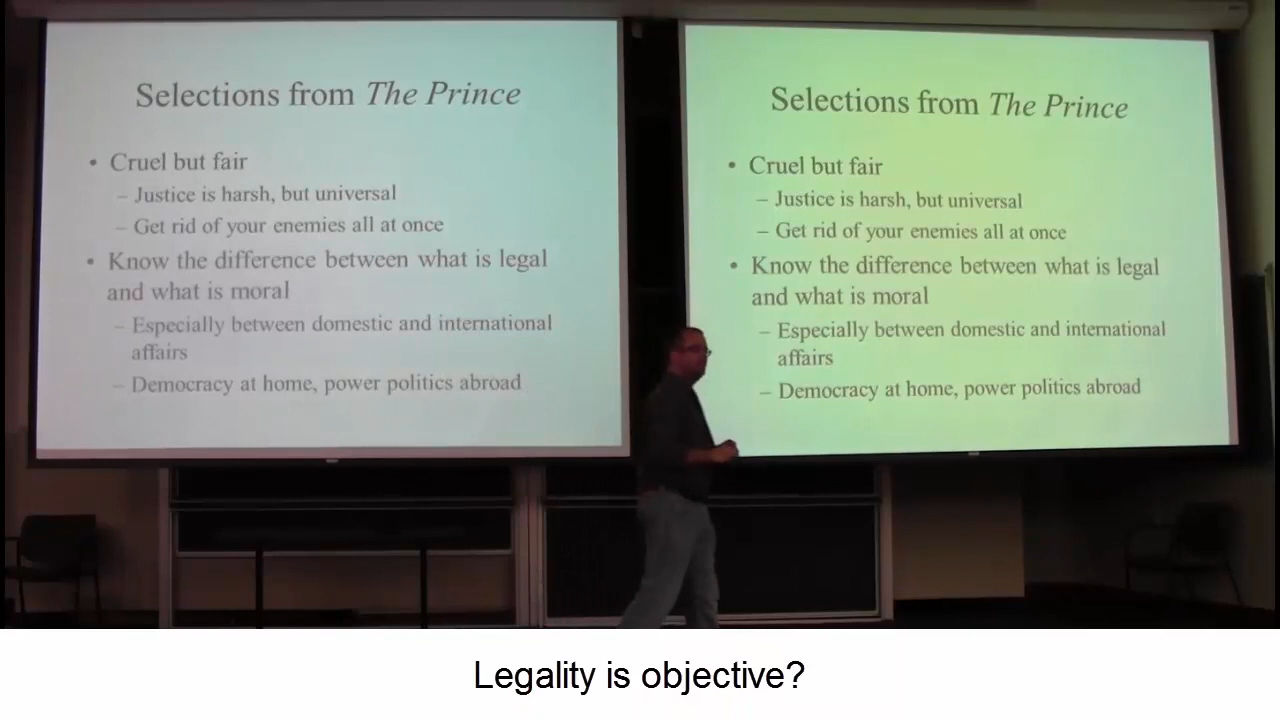 Selections from The Prince
• Cruel but fair
– Justice is harsh, but universal
– Get rid of your enemies all at once
• Know the difference between what is legal
and what is moral
– Especially between domestic and international
affairs
– Democracy at home, power politics abroad
Selections from The Prince
• Cruel but fair
– Justice is harsh, but universal
– Get rid of your enemies all at once
• Know the difference between what is legal
and what is moral
– Especially between domestic and international
affairs
– Democracy at home, power politics abroad
Legality is objective?